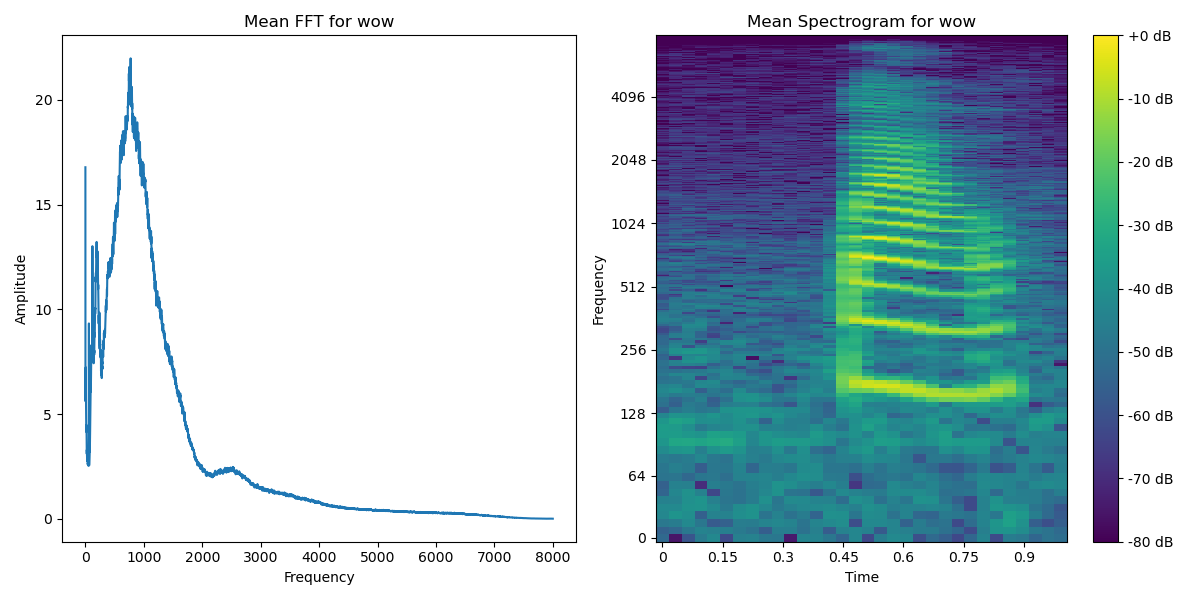 Mean FFT for wow
Amplitude
20
15
10
5
0
0 1000 2000 3000 4000 5000 6000 7000 8000
Frequency
Mean Spectrogram for wow
Frequency
4096
2048
1024
512
256
128
64
0
0 0.15 0.3 0.45 0.6 0.75 0.9
Time
+0 dB
-10 dB
-20 dB
-30 dB
-40 dB
-50 dB
-60 dB
-70 dB
-80 dB